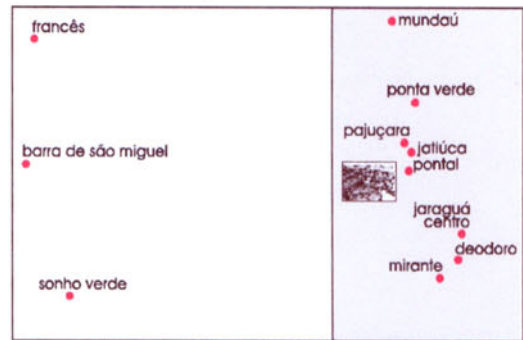 francês
mundaú
ponta verde
pajuçara
jatiúca
barra de são miguel
pontal
jaraguá
centro
deodoro
mirante
sonho verde